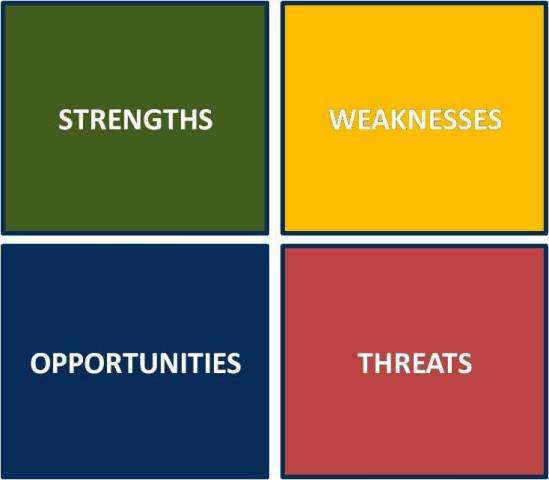 STRENGTHS
WEAKNESSES
OPPORTUNITIES
THREATS